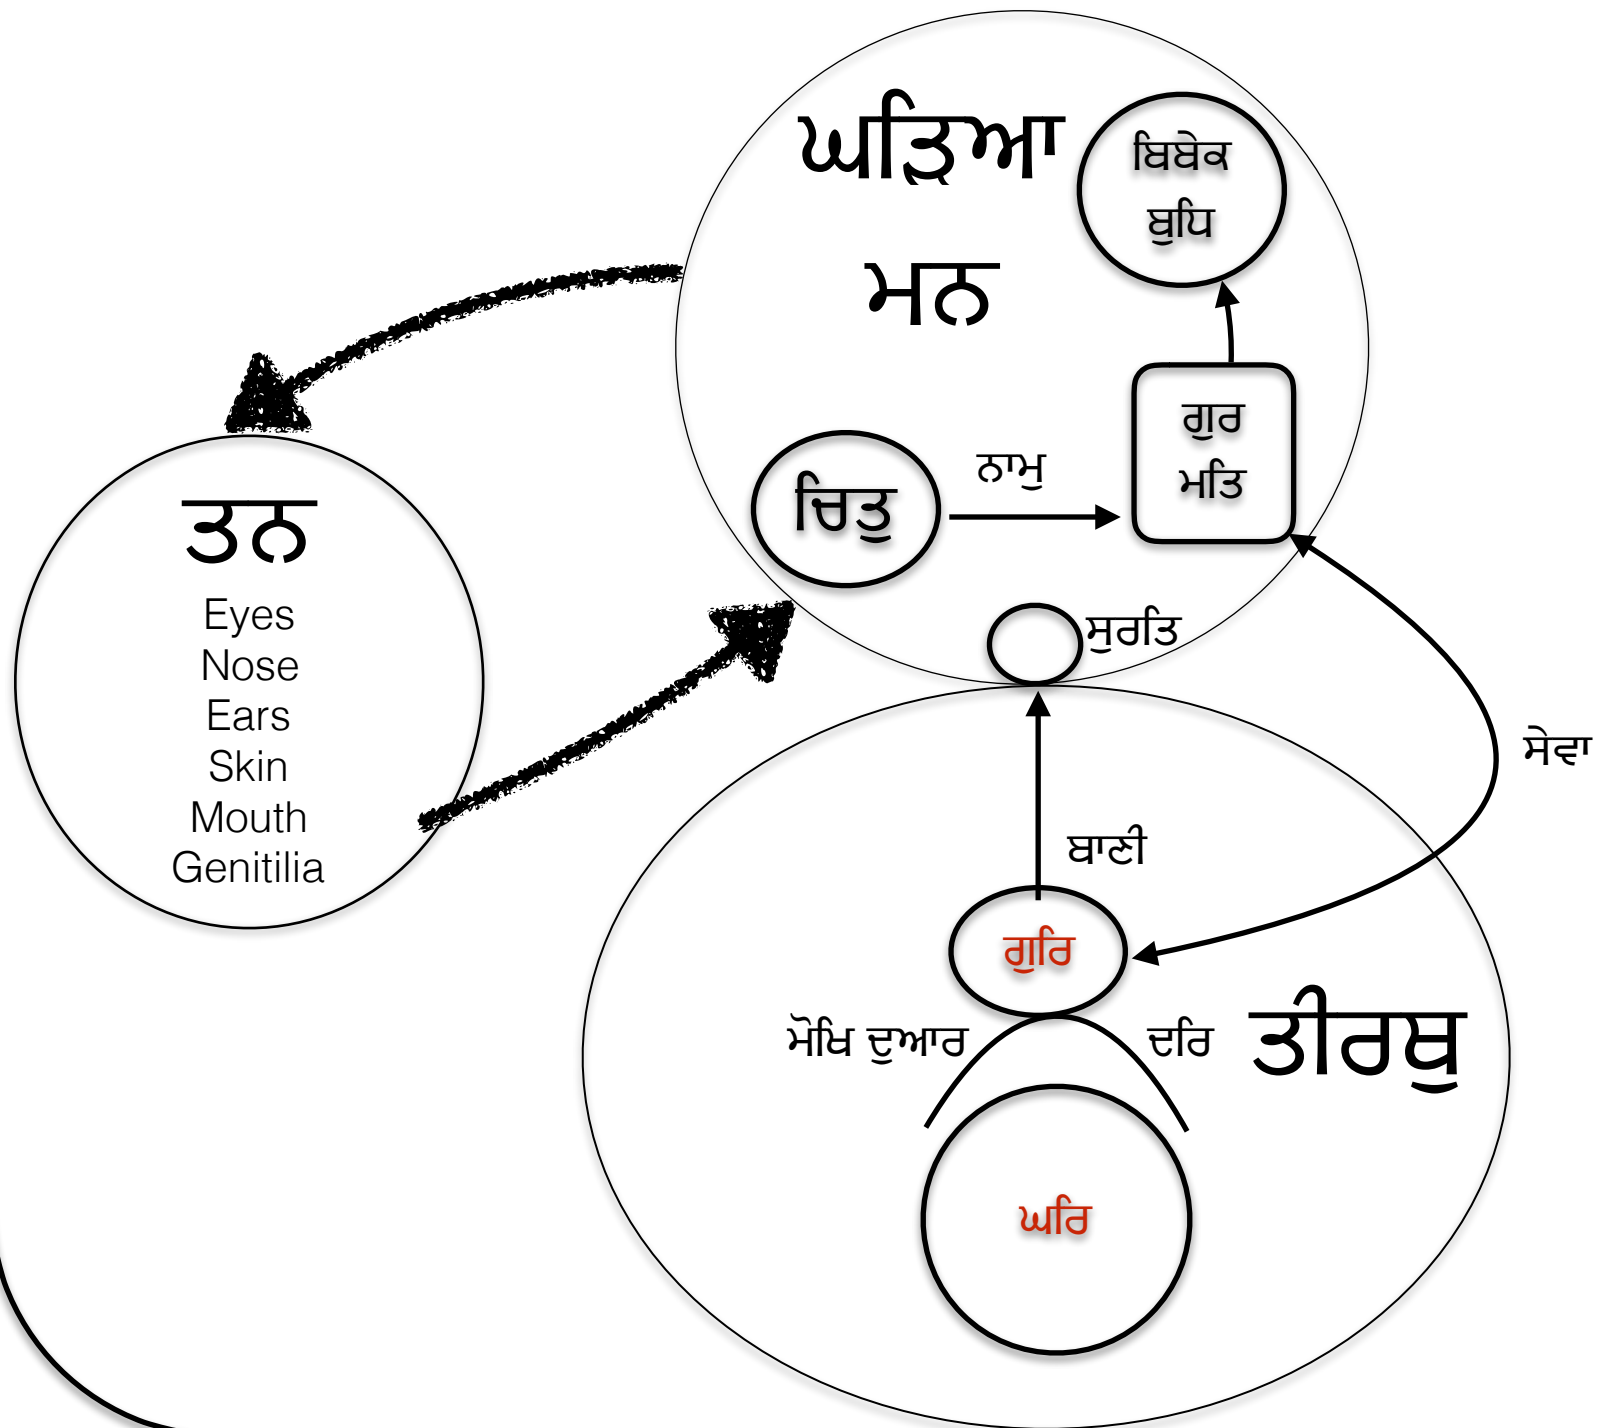 ਘੜਿਆ
ਮਨ
ਬਿਬੇਕ
ਬੁਧਿ
ਗੁਰ
ਮਤਿ
ਨਾਮੁ
ਚਿਤੁ
ਸੁਰਤਿ
ਤਨ
Eyes
Nose
Ears
Skin
Mouth
Genitilia
ਸੇਵਾ
ਬਾਣੀ
ਗੁਰਿ
ਮੋਖਿ ਦੁਆਰ
ਦਰਿ
ਤੀਰਥੁ
ਘਰਿ